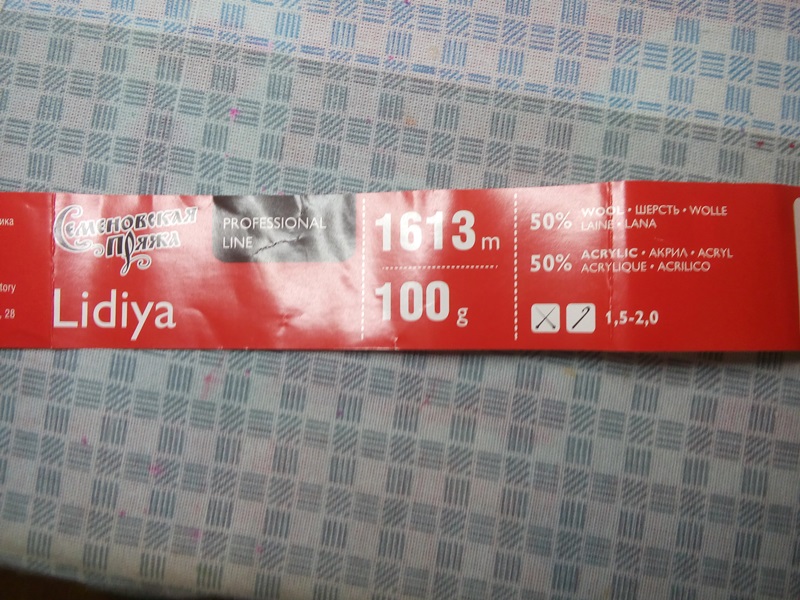 ика
tory
, 28
Семеновская
Пряжа
Lidiya
PROFESSIONAL
LINE
1613 m
100 g
50% WOOL • ШЕРСТЬ • WOLLE
LAINE • LANA
50% ACRYLIC • АКРИЛ • ACRYL
ACRYLIQUE • ACRILICO
1,5-2,0